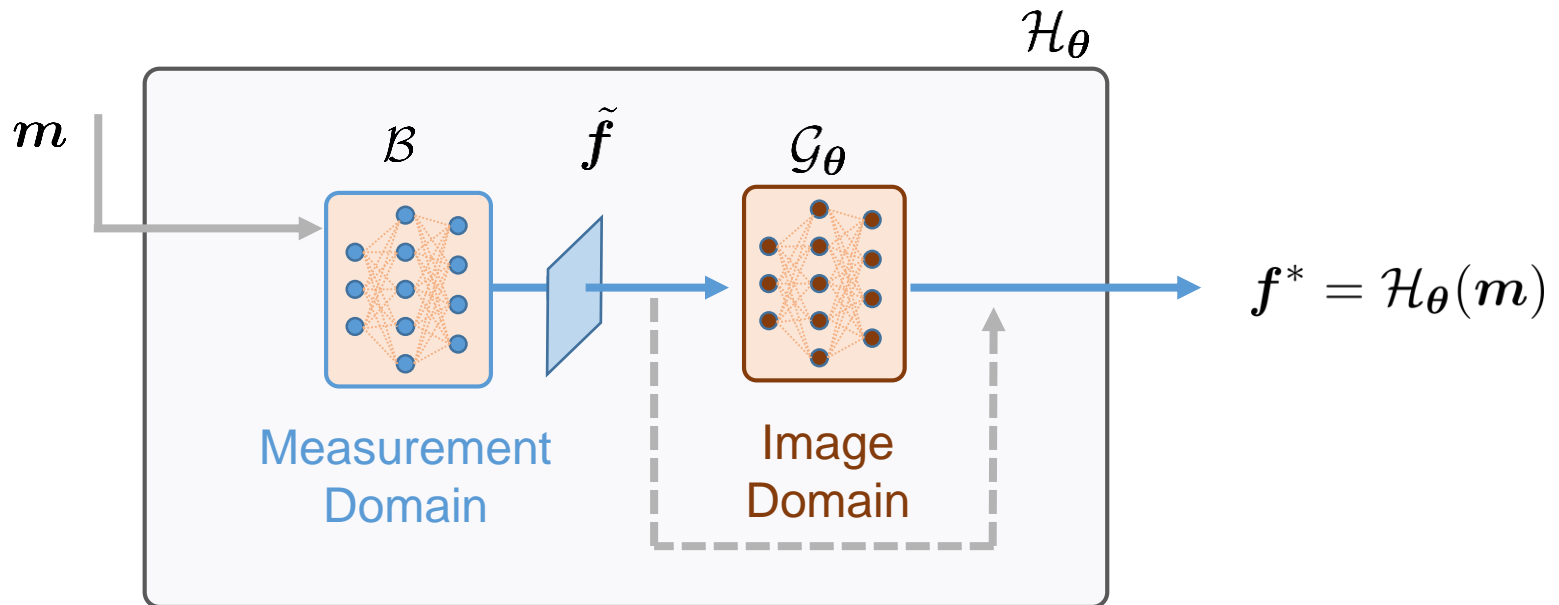 𝓗_𝜽
𝒎
𝓑
𝒇̃
𝓖_𝜽
Measurement
Domain
Image
Domain
𝒇* = 𝓗_𝜽(𝒎)